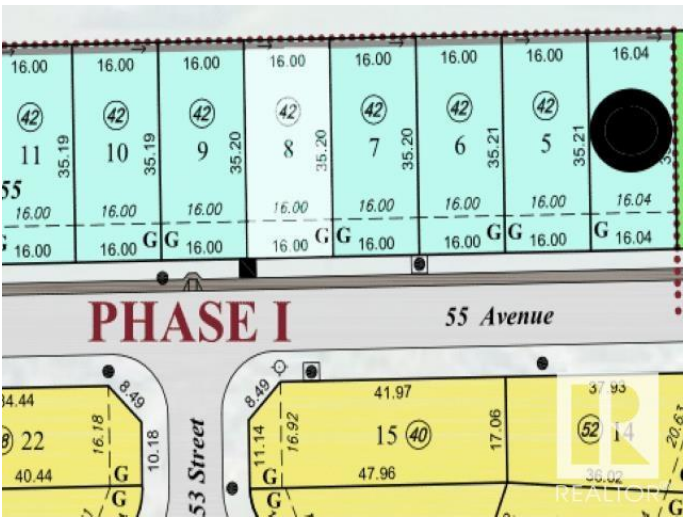 16.00 16.00 16.00 16.00 16.00 16.00 16.00 16.04
42 42 42 42 42 42 42
11 35.19 10 35.19 9 35.20 8 35.20 7 35.20 6 35.21 5 35.21
55
16.00 16.00 16.00 16.00 16.00 16.00 16.00 16.04
16.00 16.00 G G 16.00 16.00 G G 16.00 16.00 G G 16.00 G 16.04
PHASE I
55 Avenue
8.49 8.49 41.97 37.93
34.44
22 16.18 10.18 53 Street 11.14 16.92 15 40 17.06 52 14 20.63
40.44 G 47.96 36.02
G G G G
REALTOR